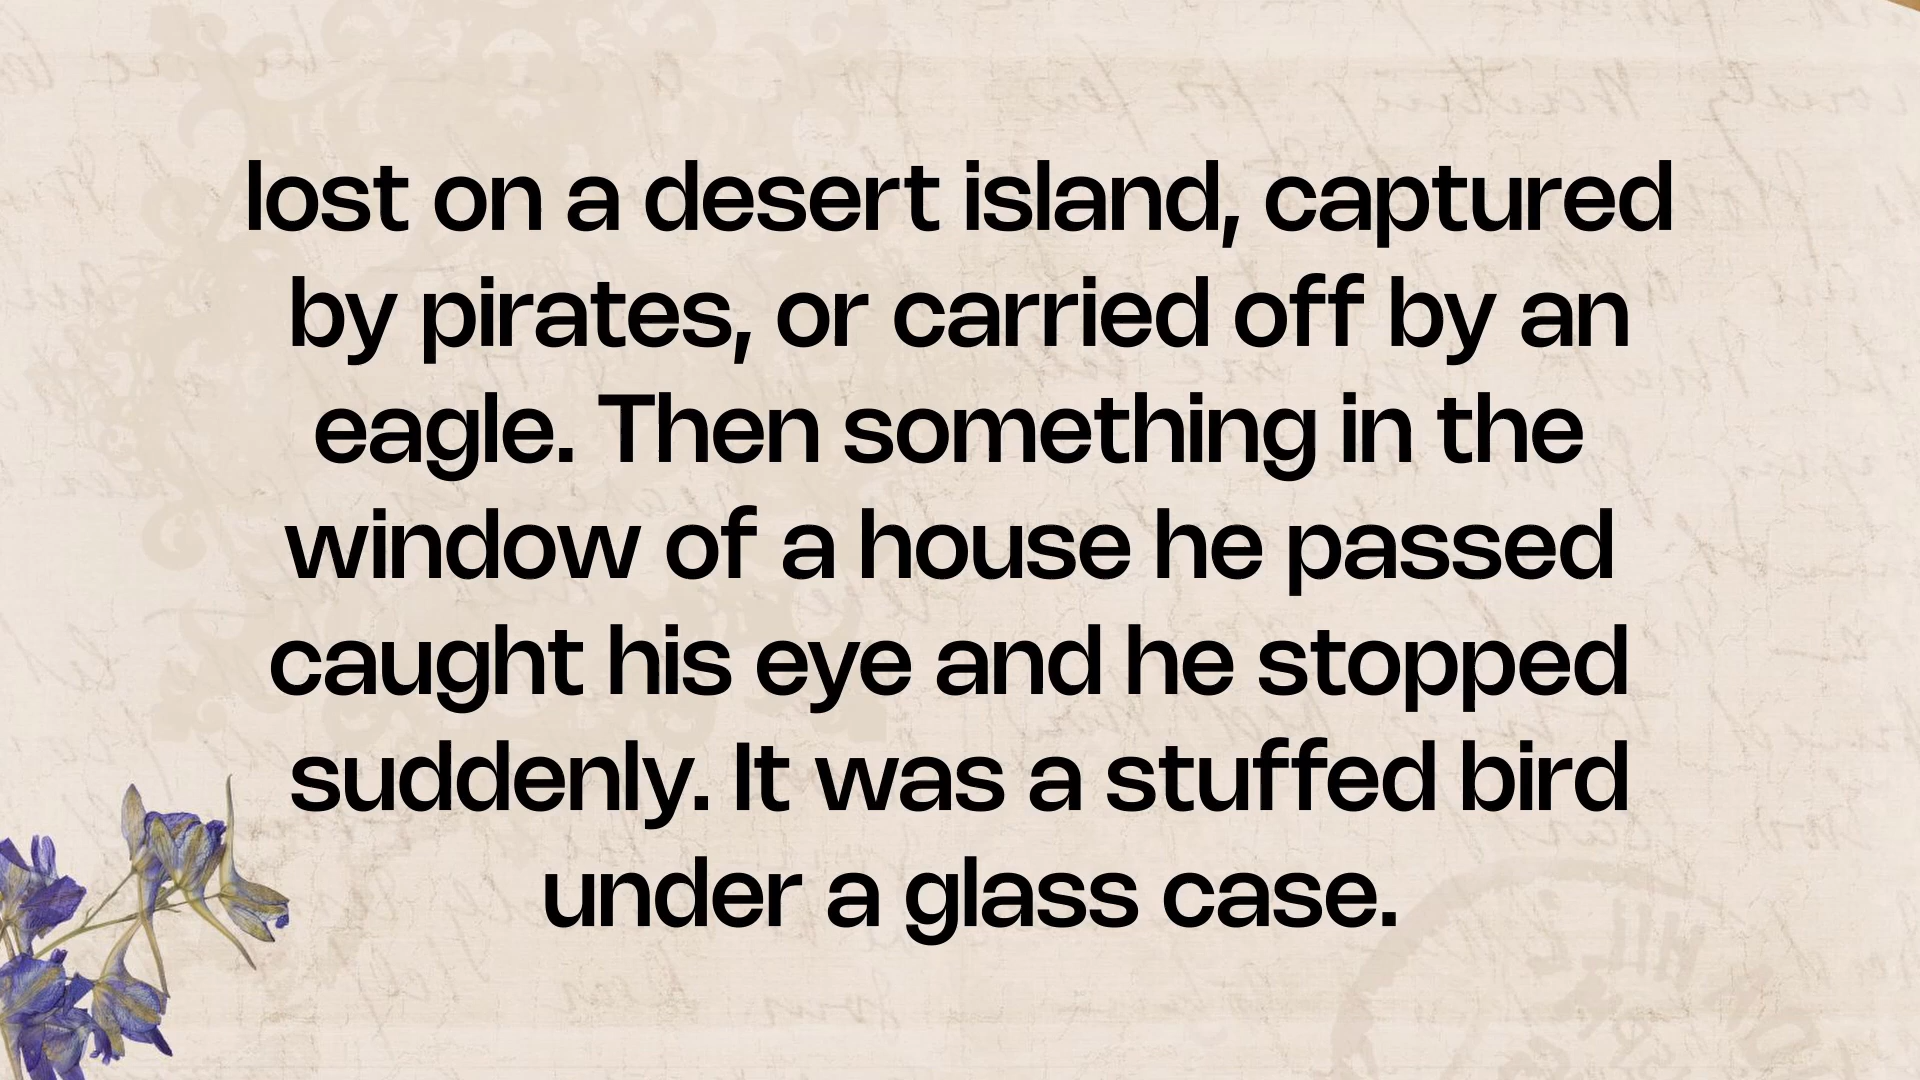 lost on a desert island, captured
by pirates, or carried off by an
eagle. Then something in the
window of a house he passed
caught his eye and he stopped
suddenly. It was a stuffed bird
under a glass case.